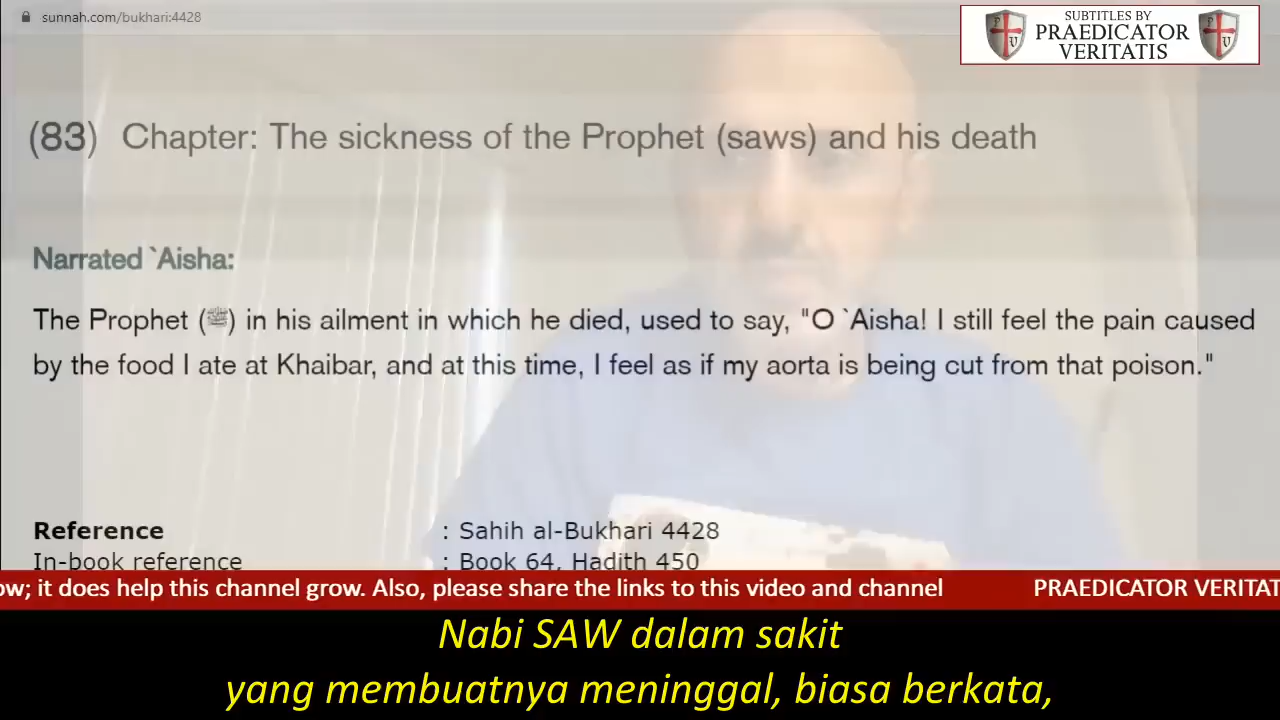 sunnah.com/bukhari:4428
SUBTITLES BY
PRAEDICATOR
VERITATIS
(83) Chapter: The sickness of the Prophet (saws) and his death
Narrated `Aisha:
The Prophet (ﷺ) in his ailment in which he died, used to say, "O `Aisha! I still feel the pain caused
by the food I ate at Khaibar, and at this time, I feel as if my aorta is being cut from that poison."
Reference : Sahih al-Bukhari 4428
In-book reference : Book 64, Hadith 450
ow; it does help this channel grow. Also, please share the links to this video and channel PRAEDICATOR VERITAT
Nabi SAW dalam sakit
yang membuatnya meninggal, biasa berkata,